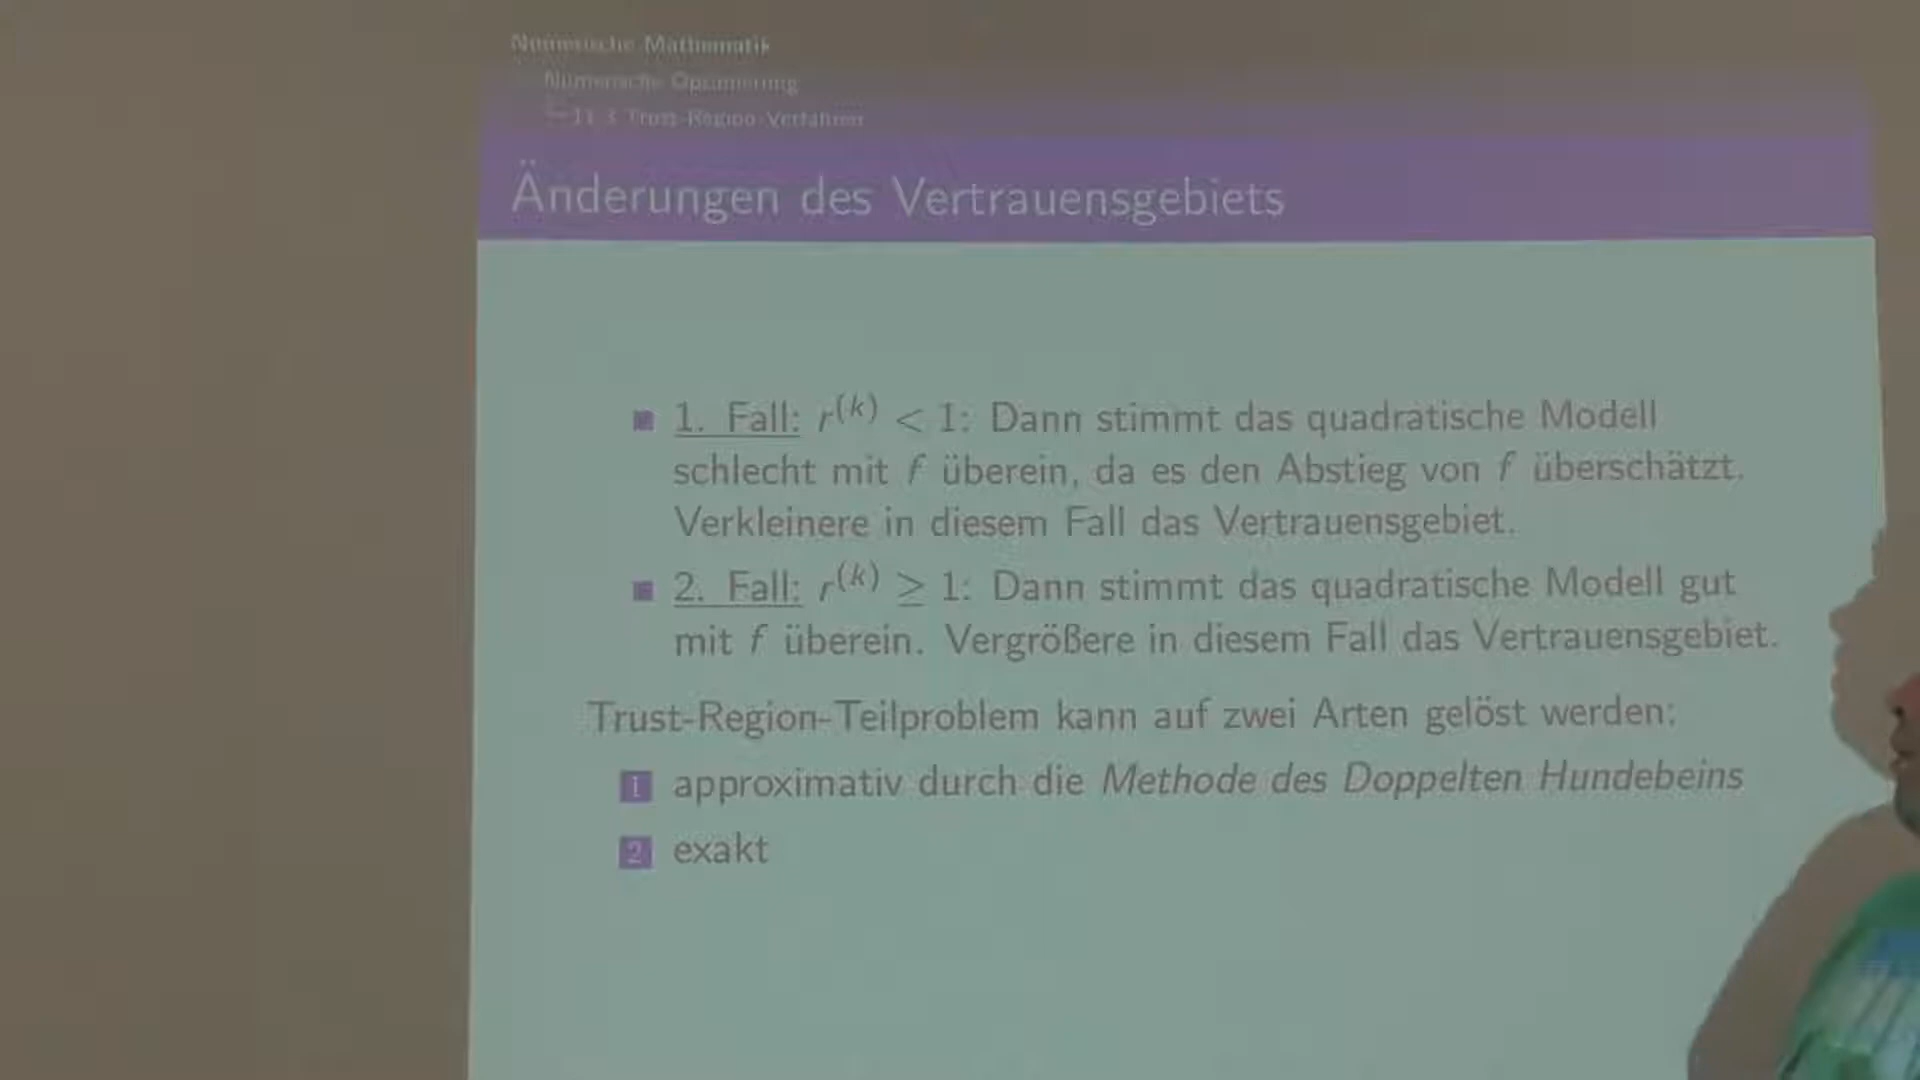 Numerische Mathematik
Numerische Optimierung
Trust-Region-Verfahren
Änderungen des Vertrauensgebiets
1. Fall: r^(k) < 1: Dann stimmt das quadratische Modell
schlecht mit f überein, da es den Abstieg von f überschätzt.
Verkleinere in diesem Fall das Vertrauensgebiet.
2. Fall: r^(k) ≥ 1: Dann stimmt das quadratische Modell gut
mit f überein. Vergrößere in diesem Fall das Vertrauensgebiet.
Trust-Region-Teilproblem kann auf zwei Arten gelöst werden:
1 approximativ durch die Methode des Doppelten Hundebeins
2 exakt